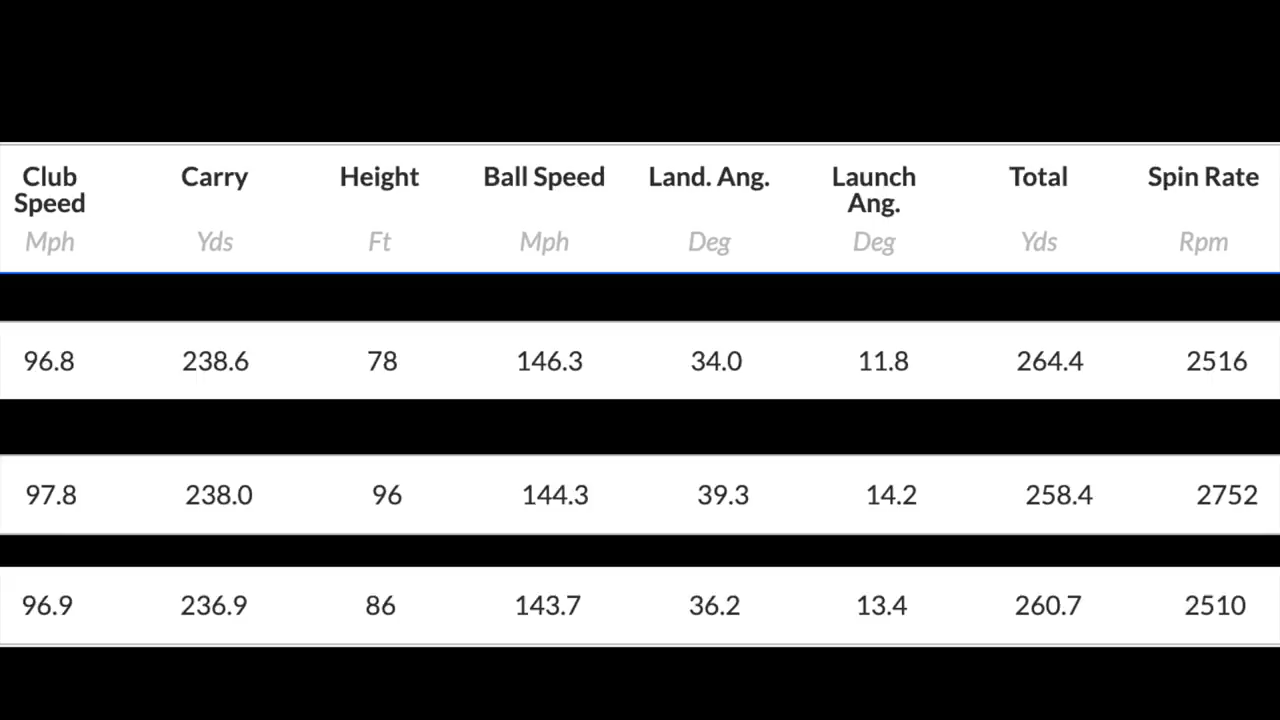 Club Speed Carry Height Ball Speed Land. Ang. Launch Ang. Total Spin Rate
Mph Yds Ft Mph Deg Deg Yds Rpm
96.8 238.6 78 146.3 34.0 11.8 264.4 2516
97.8 238.0 96 144.3 39.3 14.2 258.4 2752
96.9 236.9 86 143.7 36.2 13.4 260.7 2510